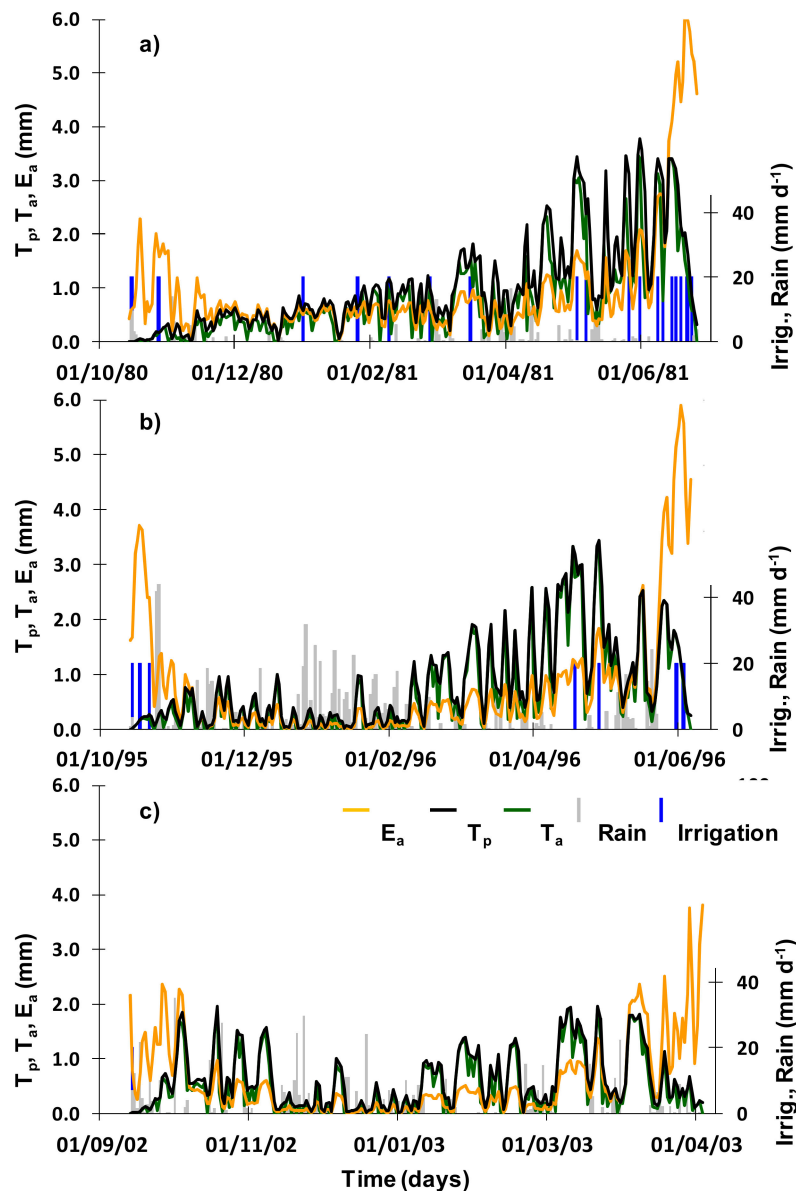 a)
6.0
5.0
4.0
3.0
2.0
1.0
0.0
Tp, Ta, Ea (mm)
40
20
0
Irrig., Rain (mm d-1)
01/10/80 01/12/80 01/02/81 01/04/81 01/06/81
b)
6.0
5.0
4.0
3.0
2.0
1.0
0.0
Tp, Ta, Ea (mm)
40
20
0
Irrig., Rain (mm d-1)
01/10/95 01/12/95 01/02/96 01/04/96 01/06/96
c)
6.0
5.0
4.0
3.0
2.0
1.0
0.0
Tp, Ta, Ea (mm)
Ea Tp Ta Rain Irrigation
40
20
0
Irrig., Rain (mm d-1)
01/09/02 01/11/02 01/01/03 01/03/03 01/04/03
Time (days)